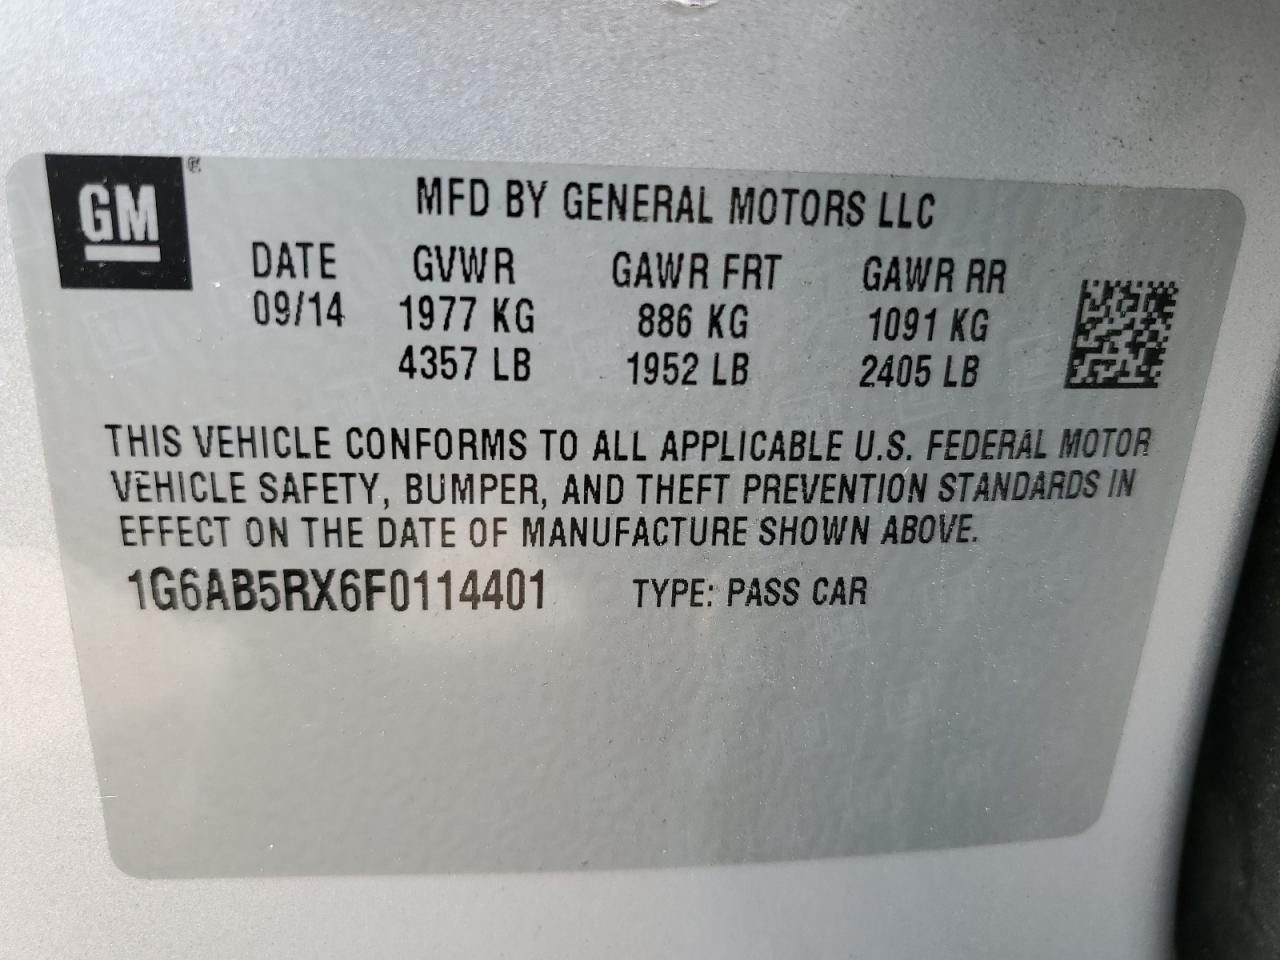 GM®
MFD BY GENERAL MOTORS LLC
DATE GVWR GAWR FRT GAWR RR
09/14 1977 KG 886 KG 1091 KG
4357 LB 1952 LB 2405 LB
THIS VEHICLE CONFORMS TO ALL APPLICABLE U.S. FEDERAL MOTOR
VEHICLE SAFETY, BUMPER, AND THEFT PREVENTION STANDARDS IN
EFFECT ON THE DATE OF MANUFACTURE SHOWN ABOVE.
1G6AB5RX6F0114401 TYPE: PASS CAR